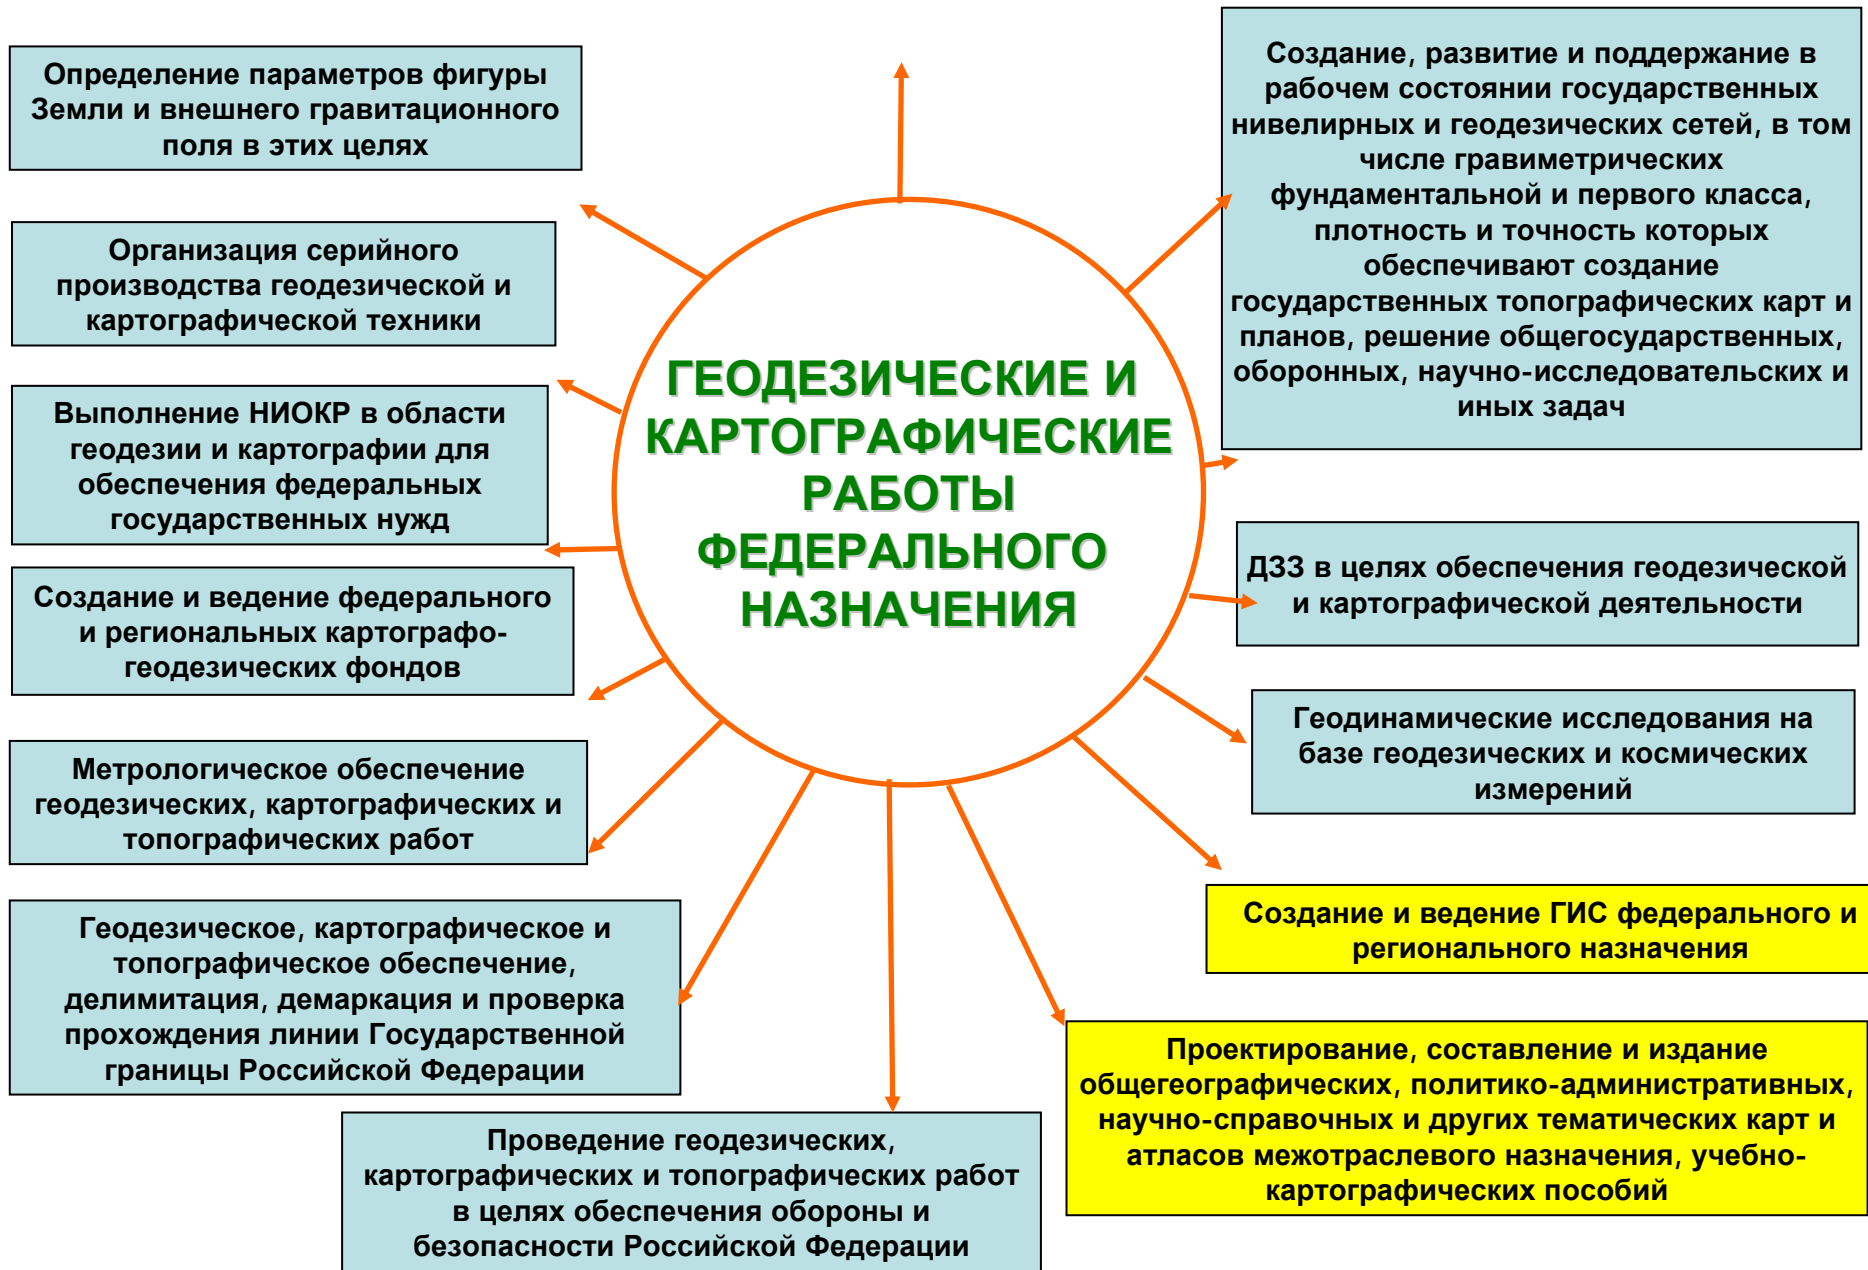 Определение параметров фигуры
Земли и внешнего гравитационного
поля в этих целях
Организация серийного
производства геодезической и
картографической техники
Выполнение НИОКР в области
геодезии и картографии для
обеспечения федеральных
государственных нужд
Создание и ведение федерального
и региональных картографо-
геодезических фондов
Метрологическое обеспечение
геодезических, картографических и
топографических работ
Геодезическое, картографическое и
топографическое обеспечение,
делимитация, демаркация и проверка
прохождения линии Государственной
границы Российской Федерации
Проведение геодезических,
картографических и топографических работ
в целях обеспечения обороны и
безопасности Российской Федерации
ГЕОДЕЗИЧЕСКИЕ И
КАРТОГРАФИЧЕСКИЕ
РАБОТЫ
ФЕДЕРАЛЬНОГО
НАЗНАЧЕНИЯ
Создание, развитие и поддержание в
рабочем состоянии государственных
нивелирных и геодезических сетей, в том
числе гравиметрических
фундаментальной и первого класса,
плотность и точность которых
обеспечивают создание
государственных топографических карт и
планов, решение общегосударственных,
оборонных, научно-исследовательских и
иных задач
ДЗЗ в целях обеспечения геодезической
и картографической деятельности
Геодинамические исследования на
базе геодезических и космических
измерений
Создание и ведение ГИС федерального и
регионального назначения
Проектирование, составление и издание
общегеографических, политико-административных,
научно-справочных и других тематических карт и
атласов межотраслевого назначения, учебно-
картографических пособий